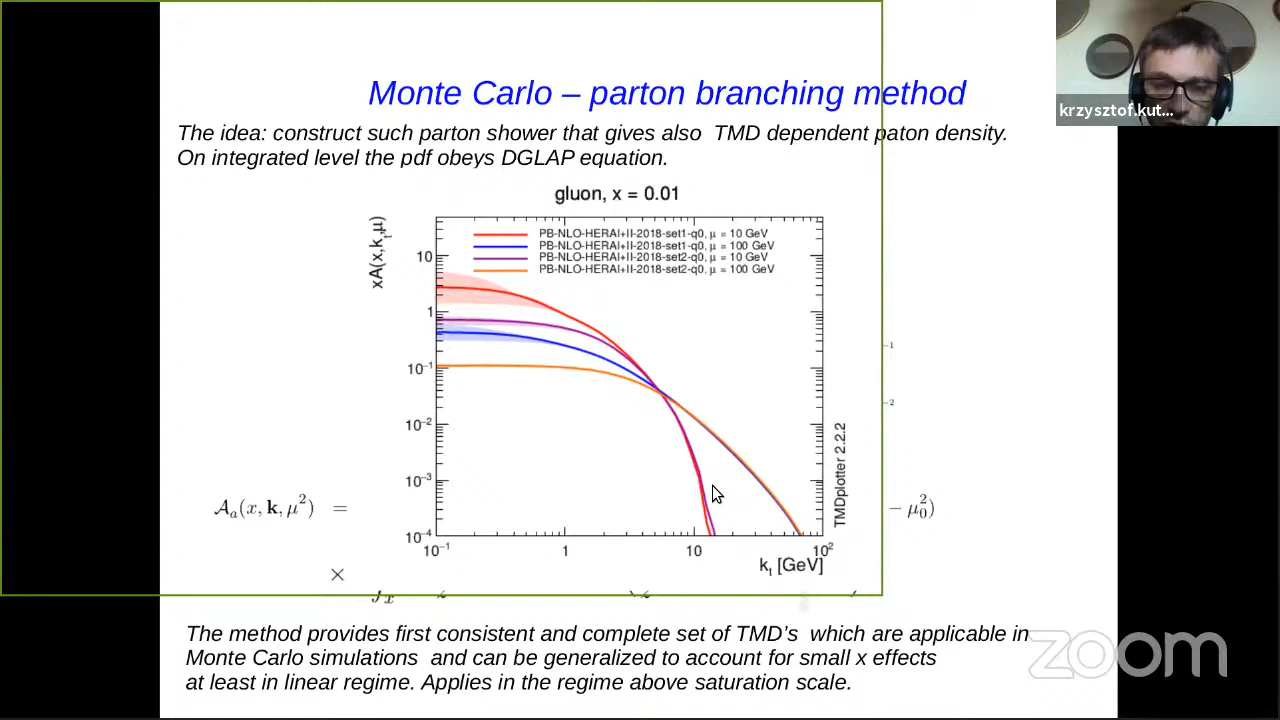 Monte Carlo – parton branching method
krzysztof.kut...
The idea: construct such parton shower that gives also TMD dependent paton density.
On integrated level the pdf obeys DGLAP equation.
gluon, x = 0.01
xA(x,k_t,μ)
PB-NLO-HERAI+II-2018-set1-q0, μ = 10 GeV
PB-NLO-HERAI+II-2018-set1-q0, μ = 100 GeV
PB-NLO-HERAI+II-2018-set2-q0, μ = 10 GeV
PB-NLO-HERAI+II-2018-set2-q0, μ = 100 GeV
10
1
10⁻¹
10⁻²
10⁻³
10⁻⁴
10⁻¹ 1 10 10²
k_t [GeV]
TMDplotter 2.2.2
−1
−2
𝒜ₐ(x, k, μ²) =
− μ₀²)
×
The method provides first consistent and complete set of TMD's which are applicable in
Monte Carlo simulations and can be generalized to account for small x effects
at least in linear regime. Applies in the regime above saturation scale.
zoom